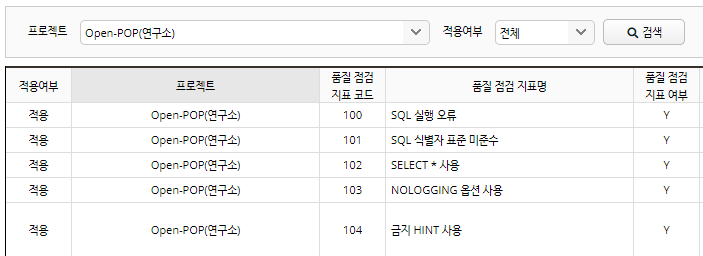 프로젝트 Open-POP(연구소) 적용여부 전체 검색
적용여부 프로젝트 품질 점검 지표 코드 품질 점검 지표명 품질 점검 지표 여부
적용 Open-POP(연구소) 100 SQL 실행 오류 Y
적용 Open-POP(연구소) 101 SQL 식별자 표준 미준수 Y
적용 Open-POP(연구소) 102 SELECT * 사용 Y
적용 Open-POP(연구소) 103 NOLOGGING 옵션 사용 Y
적용 Open-POP(연구소) 104 금지 HINT 사용 Y